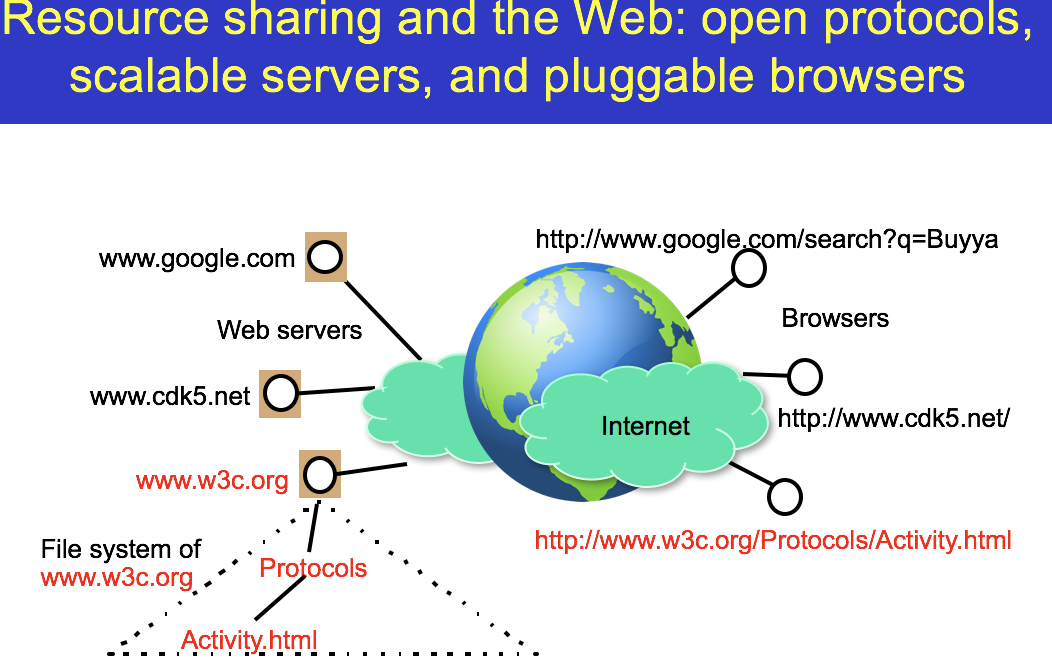 Resource sharing and the Web: open protocols,
scalable servers, and pluggable browsers
http://www.google.com/search?q=Buyya
www.google.com
Browsers
Web servers
www.cdk5.net
http://www.cdk5.net/
Internet
www.w3c.org
http://www.w3c.org/Protocols/Activity.html
File system of
www.w3c.org
Protocols
Activity.html